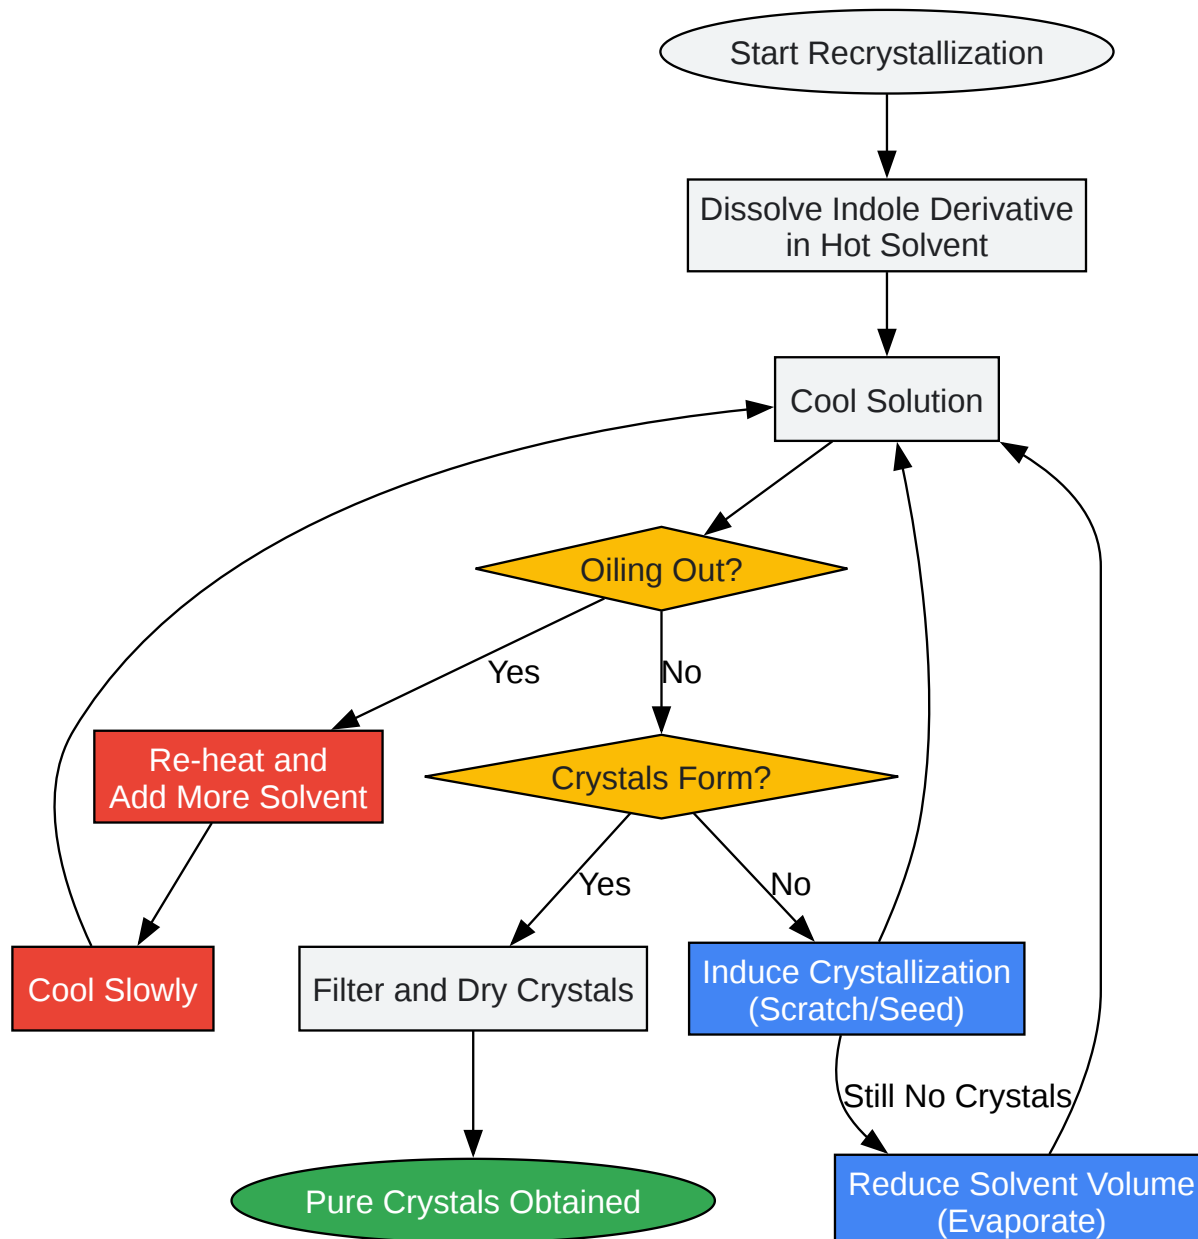 Start Recrystallization
Dissolve Indole Derivative
in Hot Solvent
Cool Solution
Oiling Out?
Yes
No
Re-heat and
Add More Solvent
Crystals Form?
Yes
No
Cool Slowly
Filter and Dry Crystals
Induce Crystallization
(Scratch/Seed)
Still No Crystals
Pure Crystals Obtained
Reduce Solvent Volume
(Evaporate)